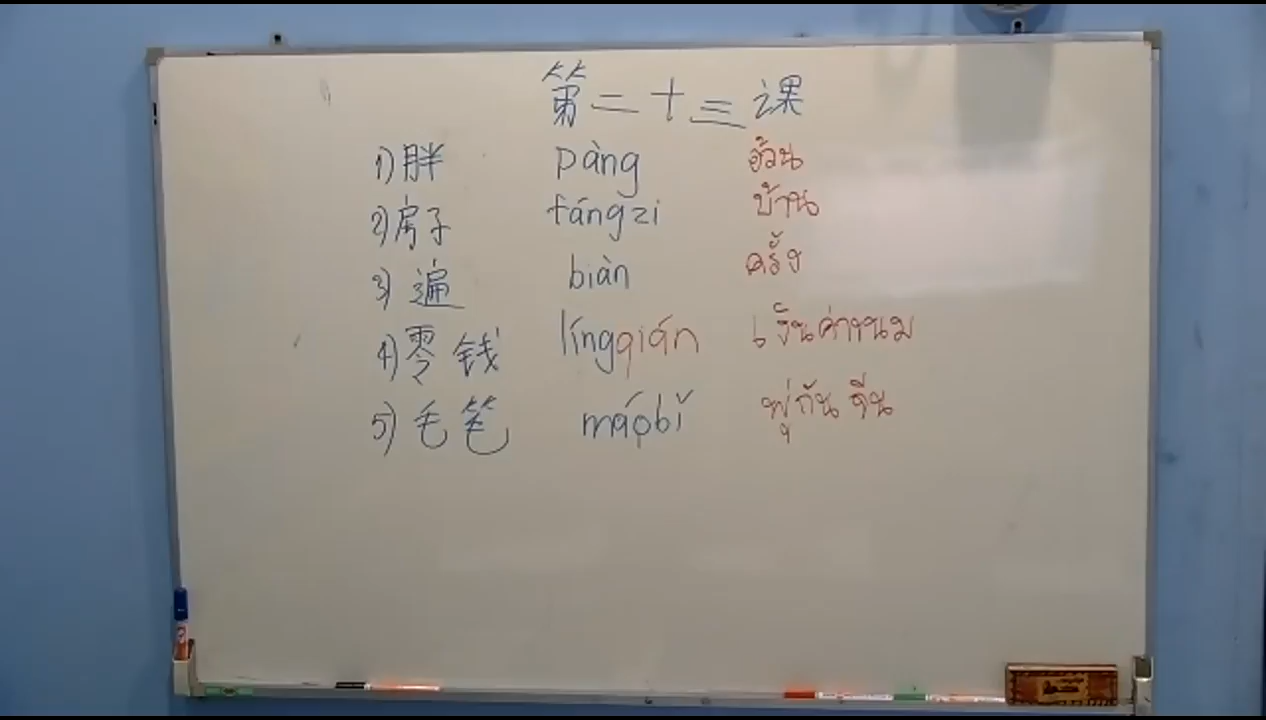 第二十三课
1) 胖 pàng อ้วน
2) 房子 fángzi บ้าน
3) 遍 biàn ครั้ง
4) 零钱 língqián เงินค่าขนม
5) 毛笔 máobǐ พู่กันจีน